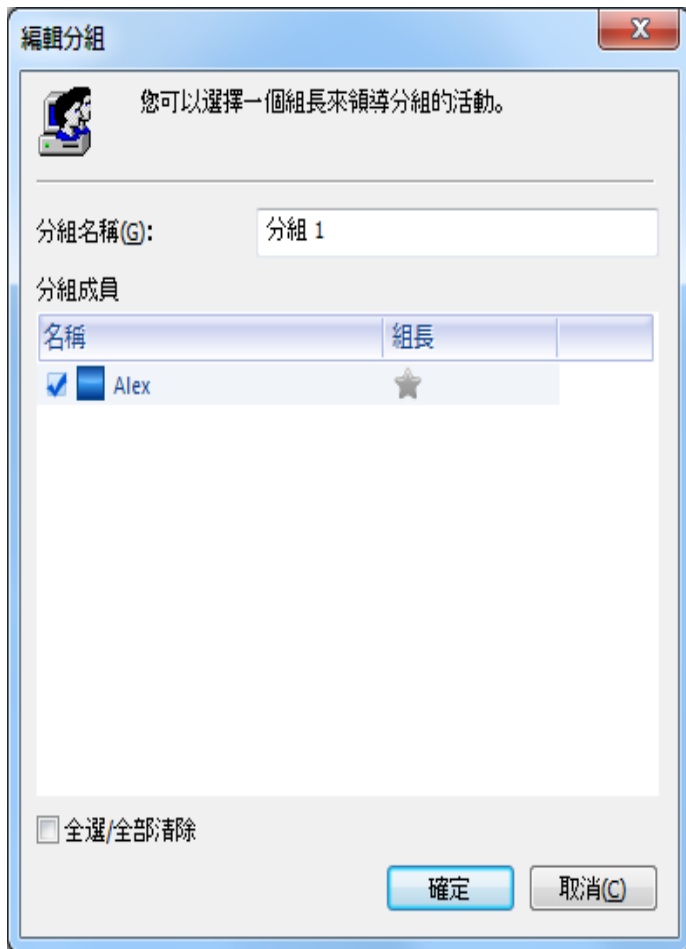 編輯分組
您可以選擇一個組長來領導分組的活動。
分組名稱(G): 分組 1
分組成員
名稱 組長
Alex
全選/全部清除
確定 取消(C)